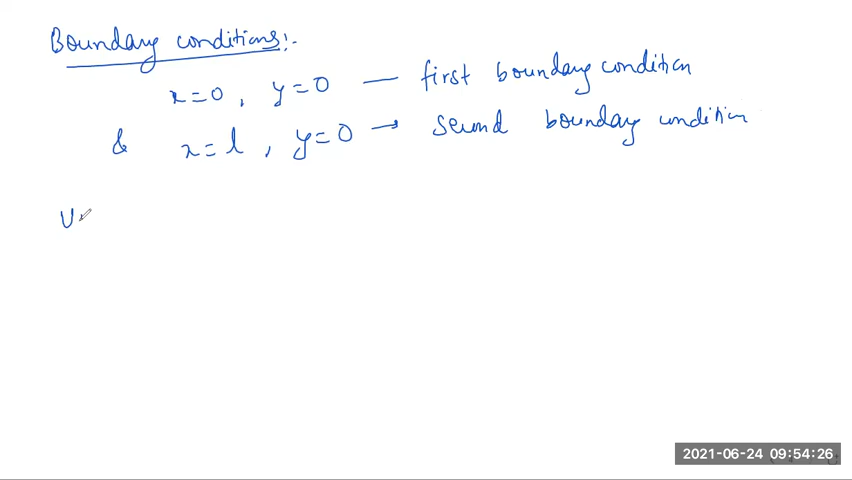 Boundary conditions:-
x=0, y=0 — first boundary condition
& x=l, y=0 → second boundary condition
U
2021-06-24 09:54:26